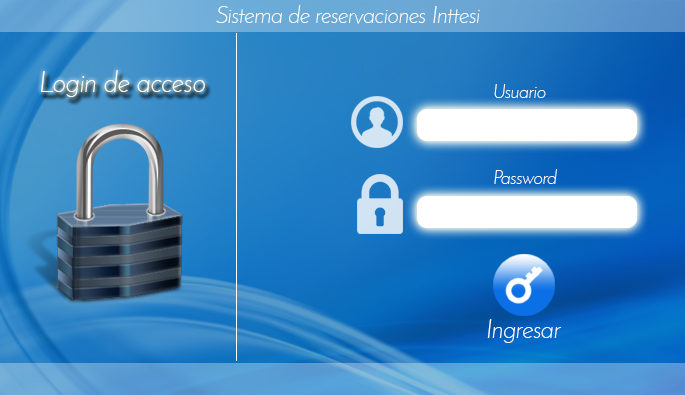 Sistema de reservaciones Inttesi
Login de acceso
Usuario
Password
Ingresar